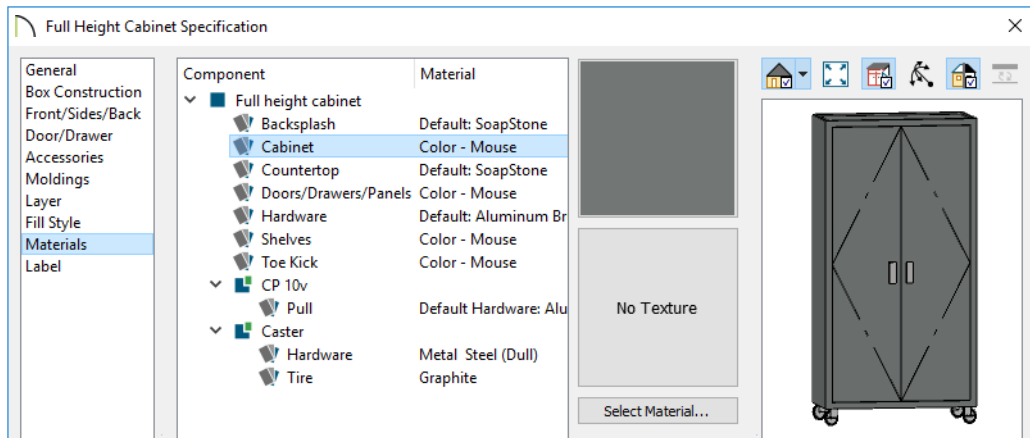 Full Height Cabinet Specification
General
Box Construction
Front/Sides/Back
Door/Drawer
Accessories
Moldings
Layer
Fill Style
Materials
Label
Component Material
Full height cabinet
Backsplash Default: SoapStone
Cabinet Color - Mouse
Countertop Default: SoapStone
Doors/Drawers/Panels Color - Mouse
Hardware Default: Aluminum Br
Shelves Color - Mouse
Toe Kick Color - Mouse
CP 10v
Pull Default Hardware: Alu
Caster
Hardware Metal Steel (Dull)
Tire Graphite
No Texture
Select Material...